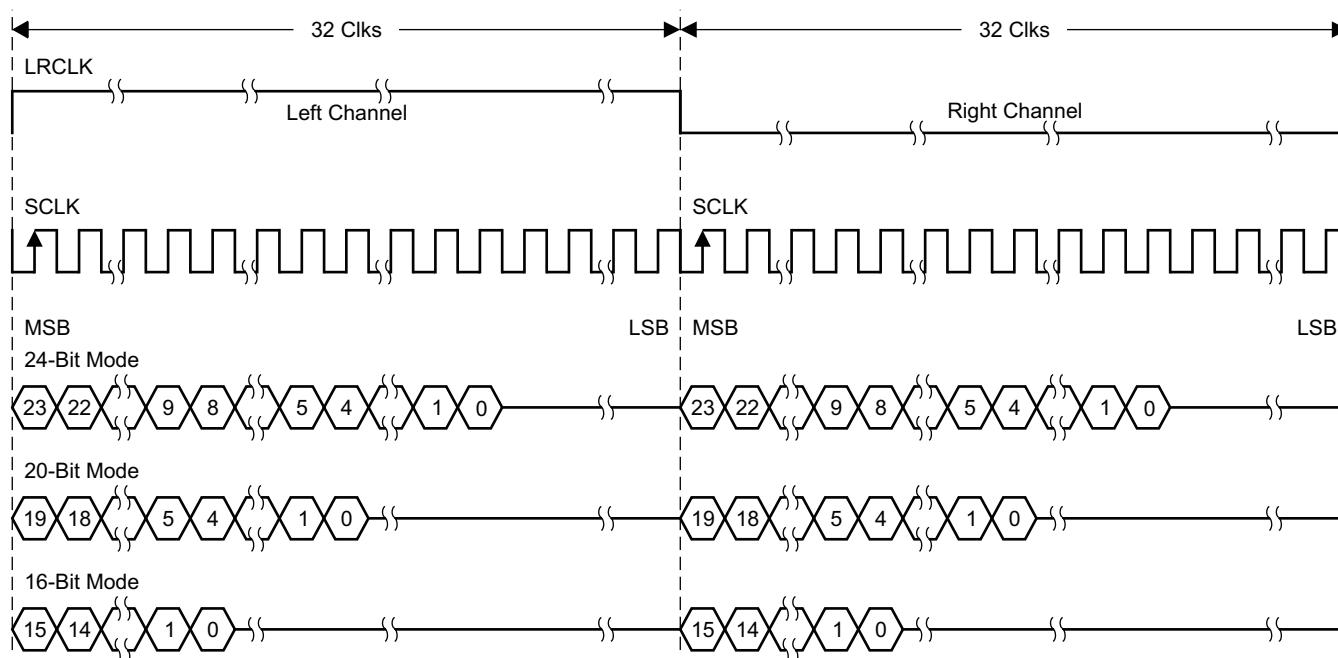 32 Clks 32 Clks
LRCLK
Left Channel Right Channel
SCLK SCLK
MSB LSB MSB LSB
24-Bit Mode
23 22 9 8 5 4 1 0 23 22 9 8 5 4 1 0
20-Bit Mode
19 18 5 4 1 0 19 18 5 4 1 0
16-Bit Mode
15 14 1 0 15 14 1 0